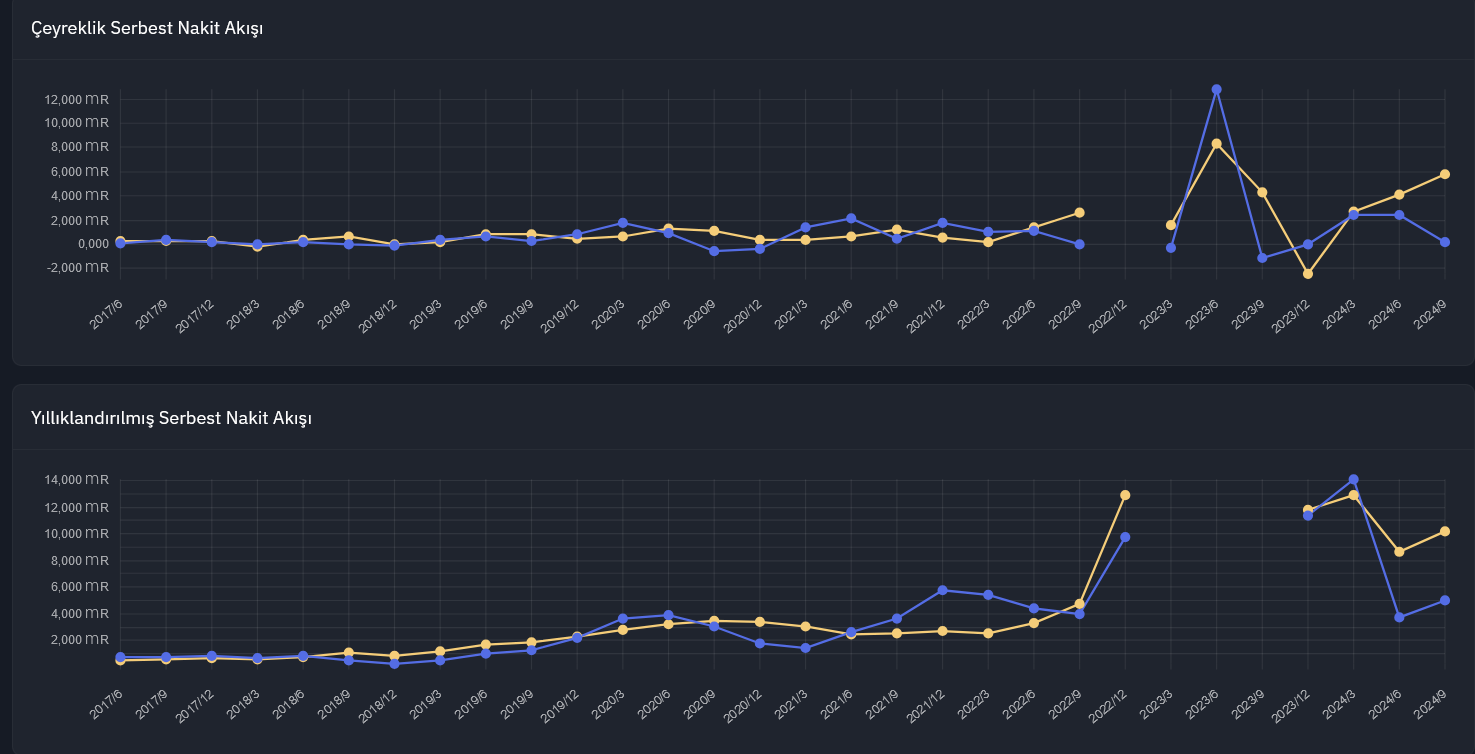 Çeyreklik Serbest Nakit Akışı
12,000 mR
10,000 mR
8,000 mR
6,000 mR
4,000 mR
2,000 mR
0,000
-2,000 mR
2017/6 2017/9 2017/12 2018/3 2018/6 2018/9 2018/12 2019/3 2019/6 2019/9 2019/12 2020/3 2020/6 2020/9 2020/12 2021/3 2021/6 2021/9 2021/12 2022/3 2022/6 2022/9 2022/12 2023/3 2023/6 2023/9 2023/12 2024/3 2024/6 2024/9
Yıllıklandırılmış Serbest Nakit Akışı
14,000 mR
12,000 mR
10,000 mR
8,000 mR
6,000 mR
4,000 mR
2,000 mR
2017/6 2017/9 2017/12 2018/3 2018/6 2018/9 2018/12 2019/3 2019/6 2019/9 2019/12 2020/3 2020/6 2020/9 2020/12 2021/3 2021/6 2021/9 2021/12 2022/3 2022/6 2022/9 2022/12 2023/3 2023/6 2023/9 2023/12 2024/3 2024/6 2024/9